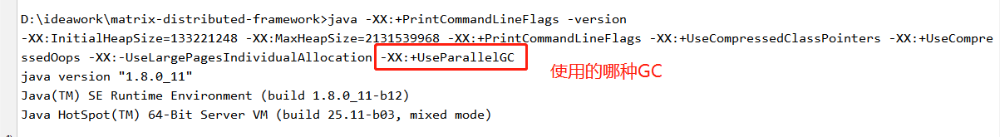 D:\ideawork\matrix-distributed-framework>java -XX:+PrintCommandLineFlags -version
-XX:InitialHeapSize=133221248 -XX:MaxHeapSize=2131539968 -XX:+PrintCommandLineFlags -XX:+UseCompressedClassPointers -XX:+UseCompre
ssedOops -XX:-UseLargePagesIndividualAllocation -XX:+UseParallelGC
使用的哪种GC
java version "1.8.0_11"
Java(TM) SE Runtime Environment (build 1.8.0_11-b12)
Java HotSpot(TM) 64-Bit Server VM (build 25.11-b03, mixed mode)